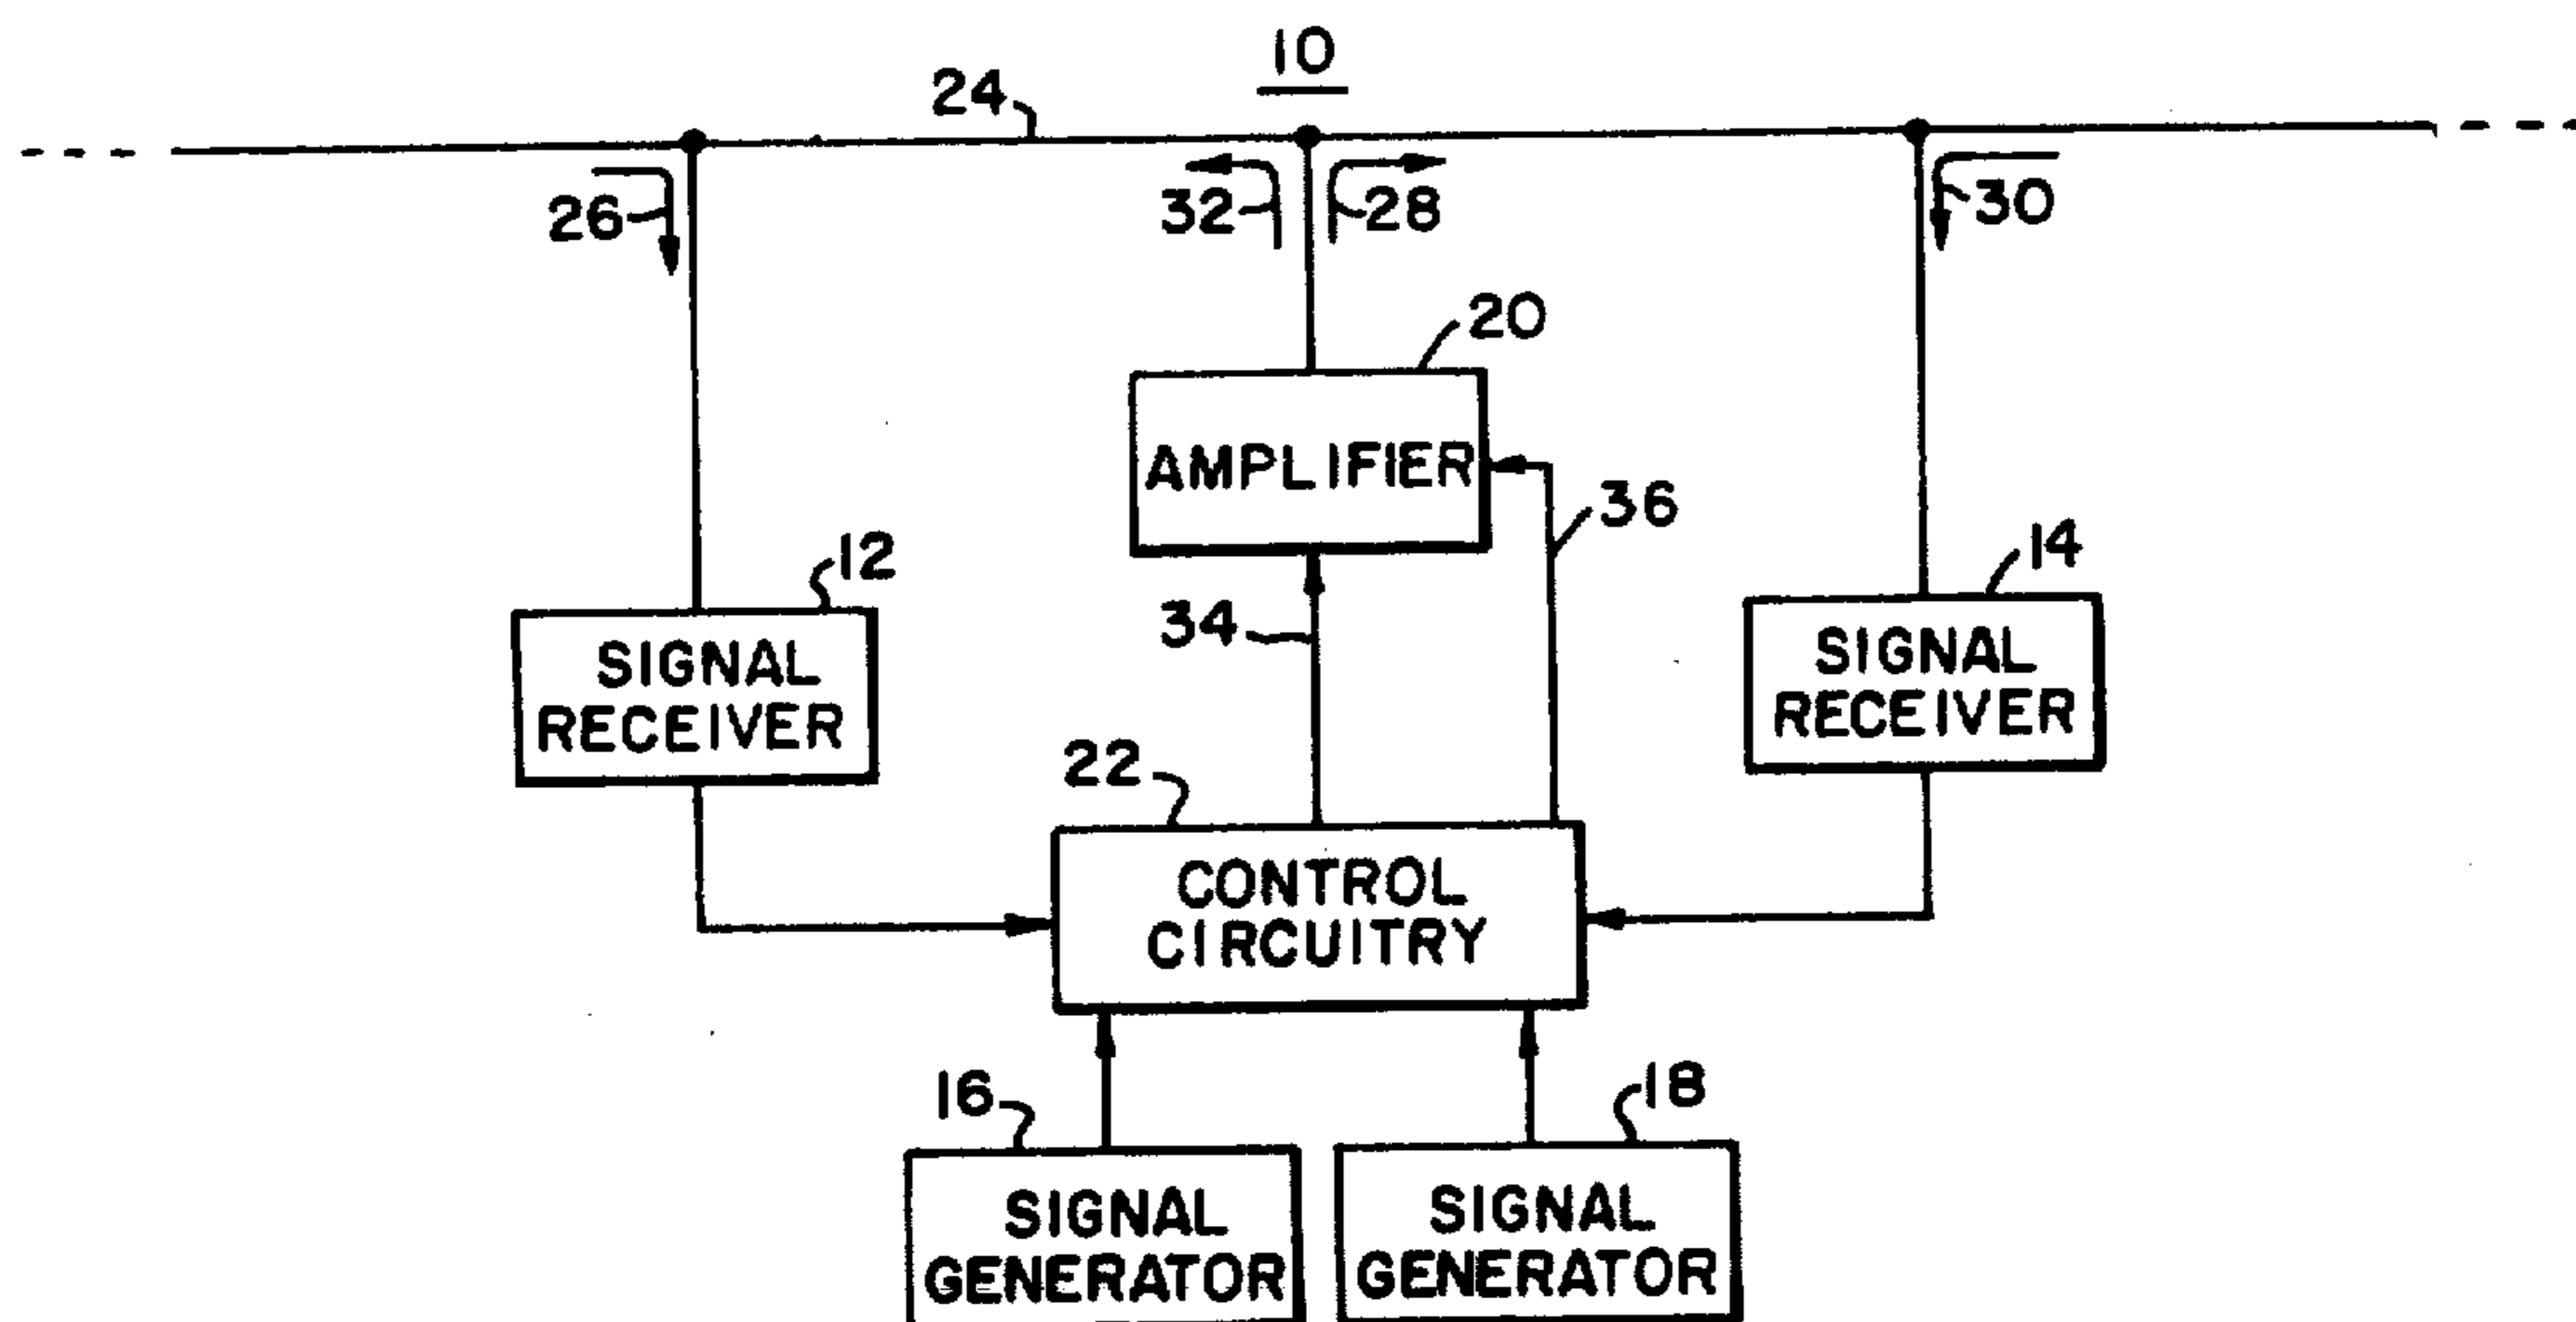 10
24
26
32
28
30
20
AMPLIFIER
36
12
14
34
SIGNAL
RECEIVER
SIGNAL
RECEIVER
22
CONTROL
CIRCUITRY
16
18
SIGNAL
GENERATOR
SIGNAL
GENERATOR